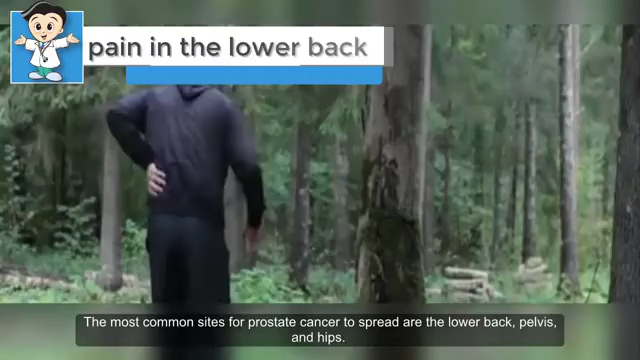 pain in the lower back
The most common sites for prostate cancer to spread are the lower back, pelvis,
and hips.